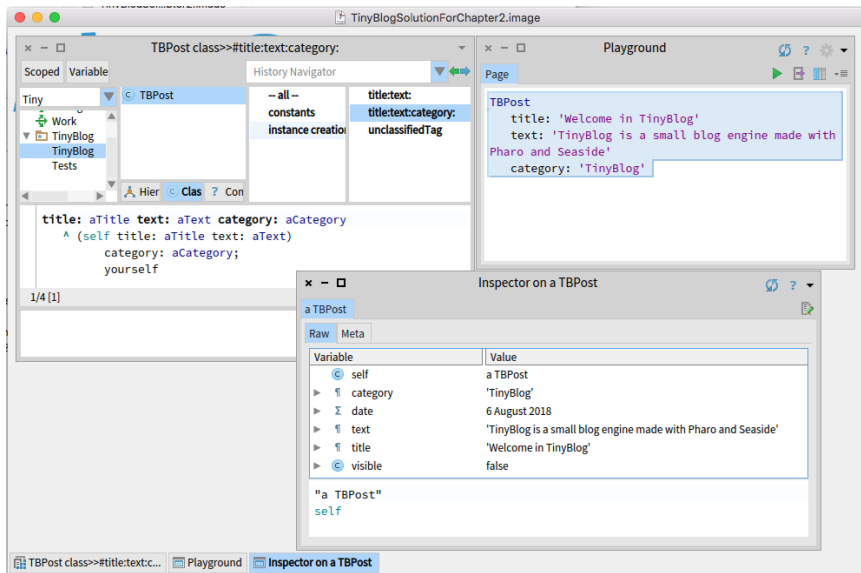 TinyBlogSolutionForChapter2.image
TBPost class>>#title:text:category:
Scoped Variable
History Navigator
Tiny
Work
TinyBlog
TinyBlog
Tests
TBPost
-- all --
constants
instance creation
title:text:
title:text:category:
unclassifiedTag
Hier Clas ? Con
title: aTitle text: aText category: aCategory
^ (self title: aTitle text: aText)
category: aCategory;
yourself
1/4 [1]
Playground
?
Page
TBPost
title: 'Welcome in TinyBlog'
text: 'TinyBlog is a small blog engine made with
Pharo and Seaside'
category: 'TinyBlog'
Inspector on a TBPost
?
a TBPost
Raw Meta
Variable Value
self a TBPost
category 'TinyBlog'
date 6 August 2018
text 'TinyBlog is a small blog engine made with Pharo and Seaside'
title 'Welcome in TinyBlog'
visible false
"a TBPost"
self
TBPost class>>#title:text:c... Playground Inspector on a TBPost